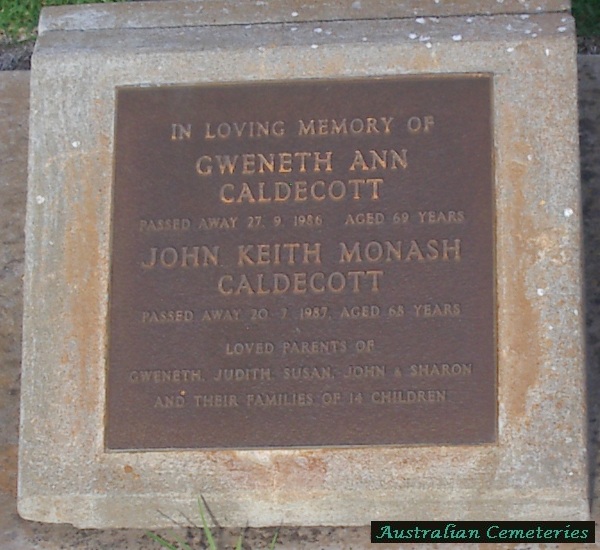 IN LOVING MEMORY OF
GWENETH ANN
CALDECOTT
PASSED AWAY 27. 9. 1986 AGED 69 YEARS
JOHN KEITH MONASH
CALDECOTT
PASSED AWAY 20. 7. 1987, AGED 68 YEARS
LOVED PARENTS OF
GWENETH, JUDITH, SUSAN, JOHN & SHARON
AND THEIR FAMILIES OF 14 CHILDREN
Australian Cemeteries